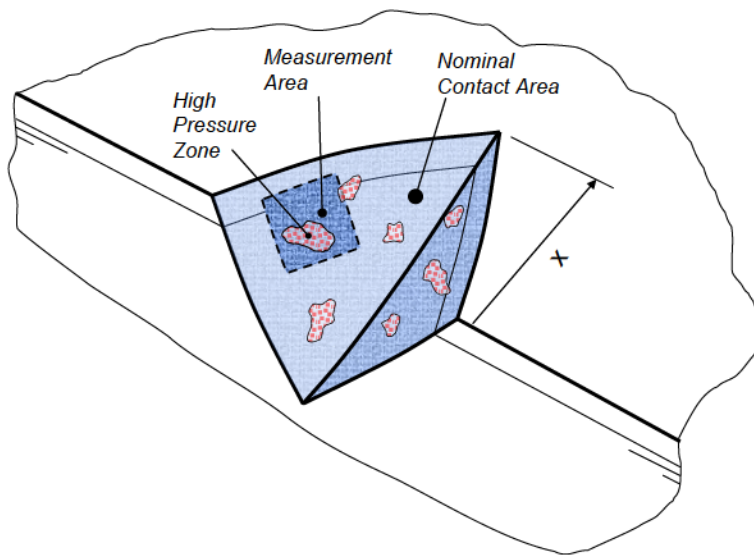 Measurement
Area
Nominal
Contact Area
High
Pressure
Zone
X